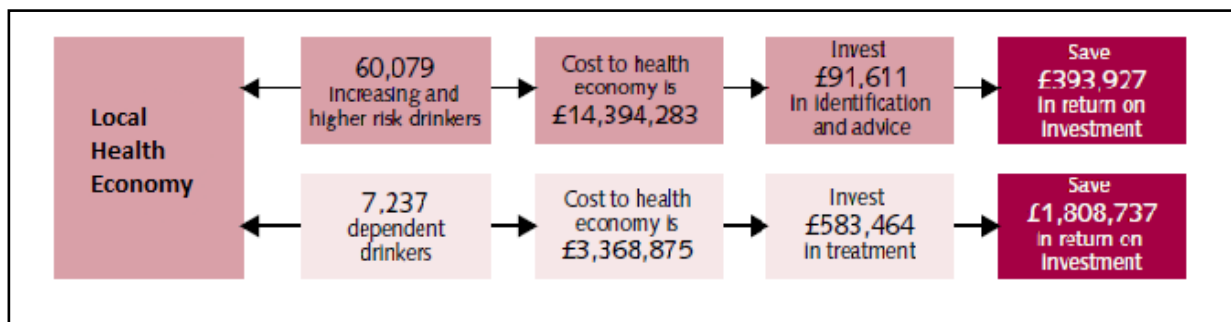 Local
Health
Economy
60,079
increasing and
higher risk drinkers
Cost to health
economy is
£14,394,283
Invest
£91,611
in identification
and advice
Save
£393,927
in return on
investment
7,237
dependent
drinkers
Cost to health
economy is
£3,368,875
Invest
£583,464
in treatment
Save
£1,808,737
in return on
investment